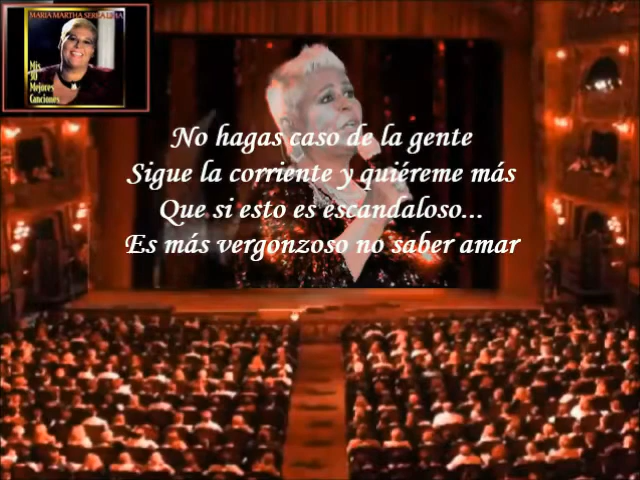 MARIA MARTHA SERRA LIMA
Mis
30
Mejores
Canciones
No hagas caso de la gente
Sigue la corriente y quiéreme más
Que si esto es escandaloso...
Es más vergonzoso no saber amar